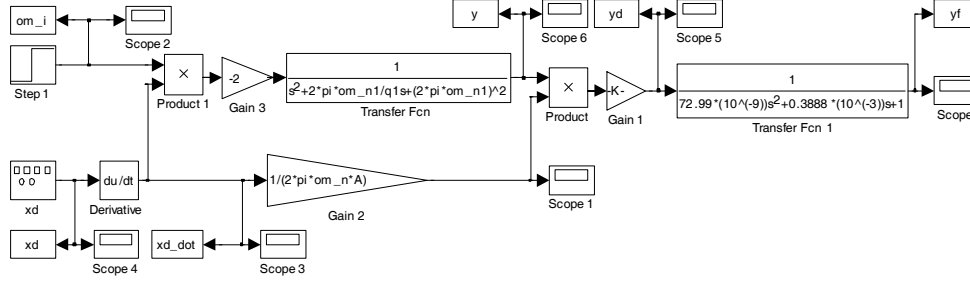 om_i
Scope 2
Step 1
×
Product 1
-2
Gain 3
1
s²+2*pi*om_n1/q1s+(2*pi*om_n1)^2
Transfer Fcn
y
Scope 6
yd
Scope 5
yf
×
Product
-K-
Gain 1
1
72.99*(10^(-9))s²+0.3888 *(10^(-3))s+1
Transfer Fcn 1
Scope
xd
du/dt
Derivative
1/(2*pi*om_n*A)
Gain 2
Scope 1
xd
Scope 4
xd_dot
Scope 3